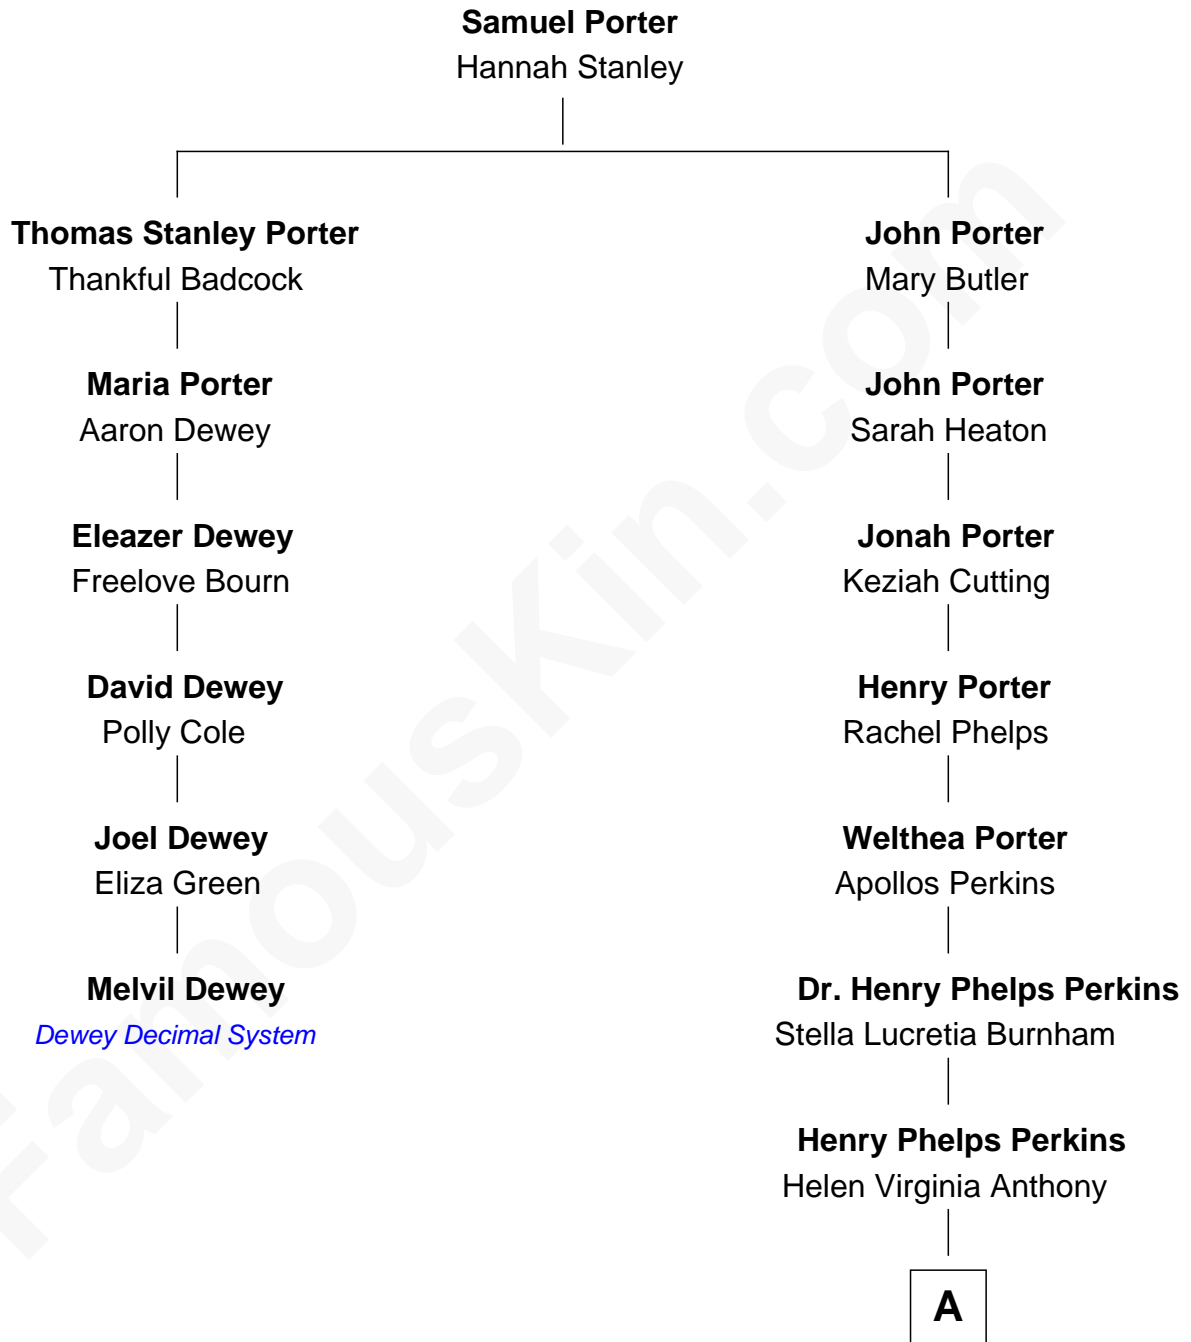 Samuel Porter
Hannah Stanley
Thomas Stanley Porter
Thankful Badcock
Maria Porter
Aaron Dewey
Eleazer Dewey
Freelove Bourn
David Dewey
Polly Cole
Joel Dewey
Eliza Green
Melvil Dewey
Dewey Decimal System
John Porter
Mary Butler
John Porter
Sarah Heaton
Jonah Porter
Keziah Cutting
Henry Porter
Rachel Phelps
Welthea Porter
Apollos Perkins
Dr. Henry Phelps Perkins
Stella Lucretia Burnham
Henry Phelps Perkins
Helen Virginia Anthony
A
FamousKin.com